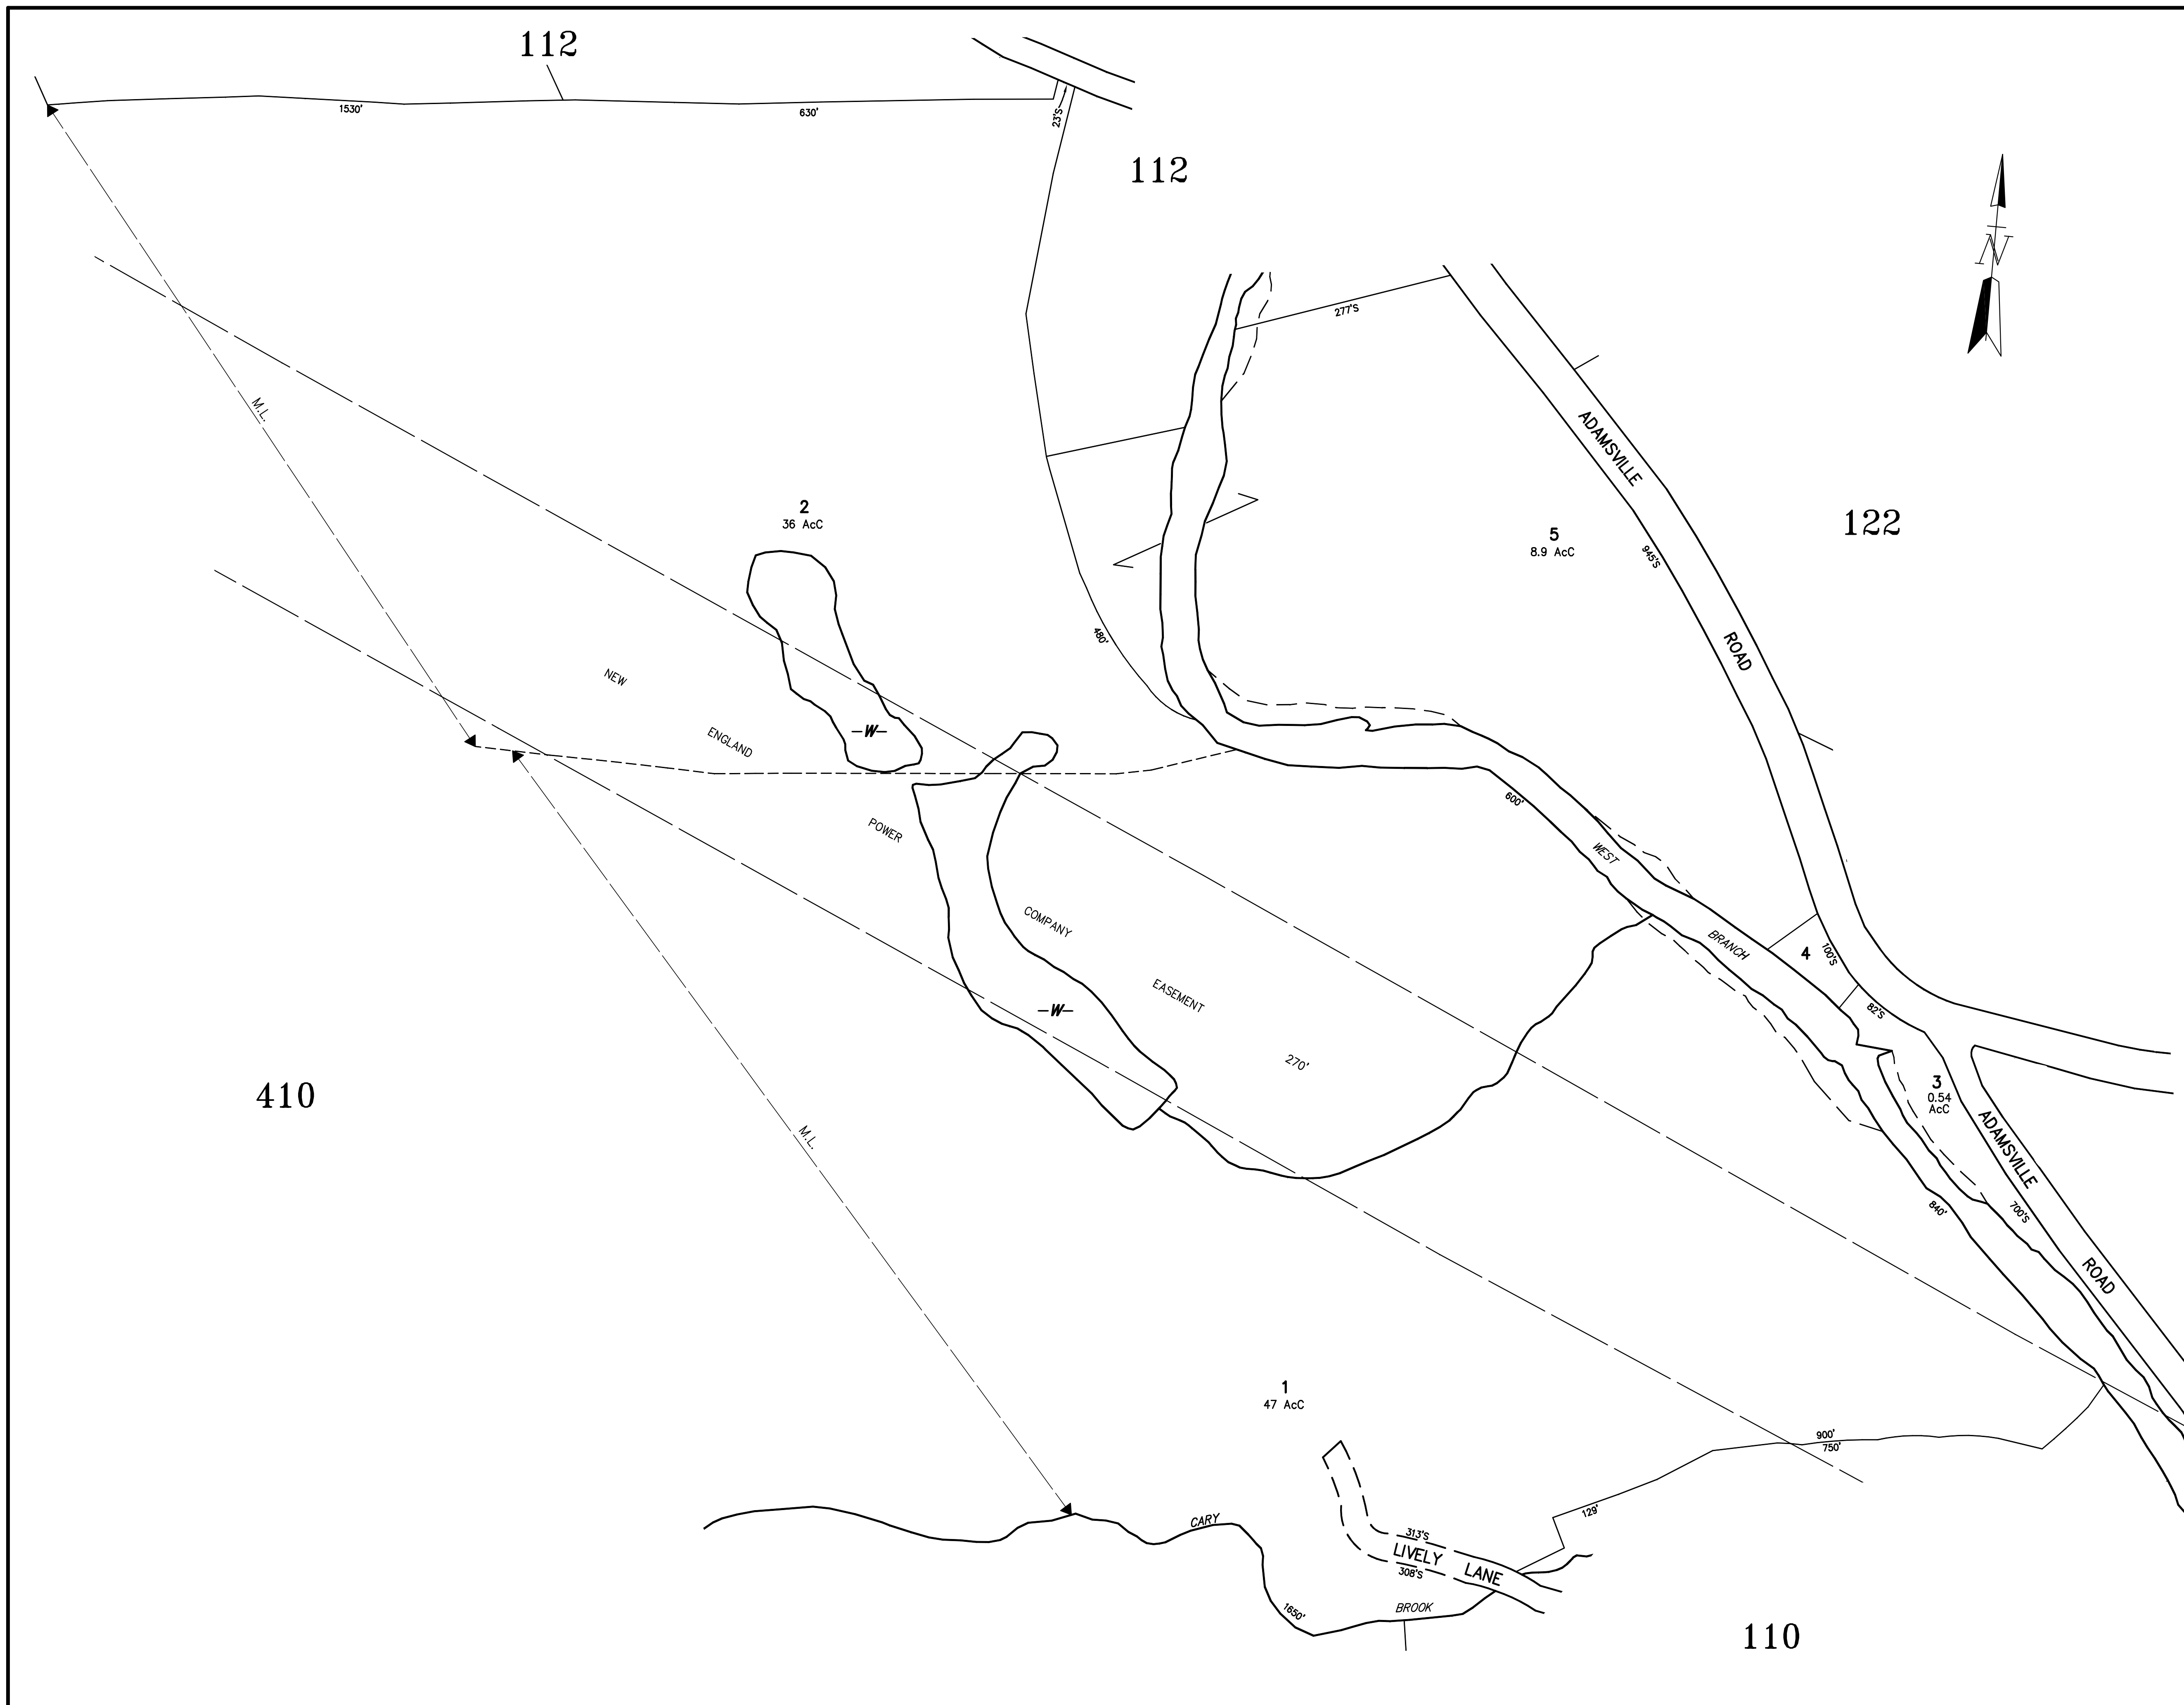 112
1530'
630'
23'S
112
N
277'S
M.L.
ADAMSVILLE
ROAD
122
2
36 AcC
5
8.9 AcC
945'S
480'
NEW
ENGLAND
POWER
COMPANY
EASEMENT
270'
-W-
-W-
600'
WEST
BRANCH
4
100'S
82'S
3
0.54
AcC
ADAMSVILLE
ROAD
700'S
840'
410
M.L.
1
47 AcC
900'
750'
129'
CARY
313'S
LIVELY LANE
308'S
1650'
BROOK
110